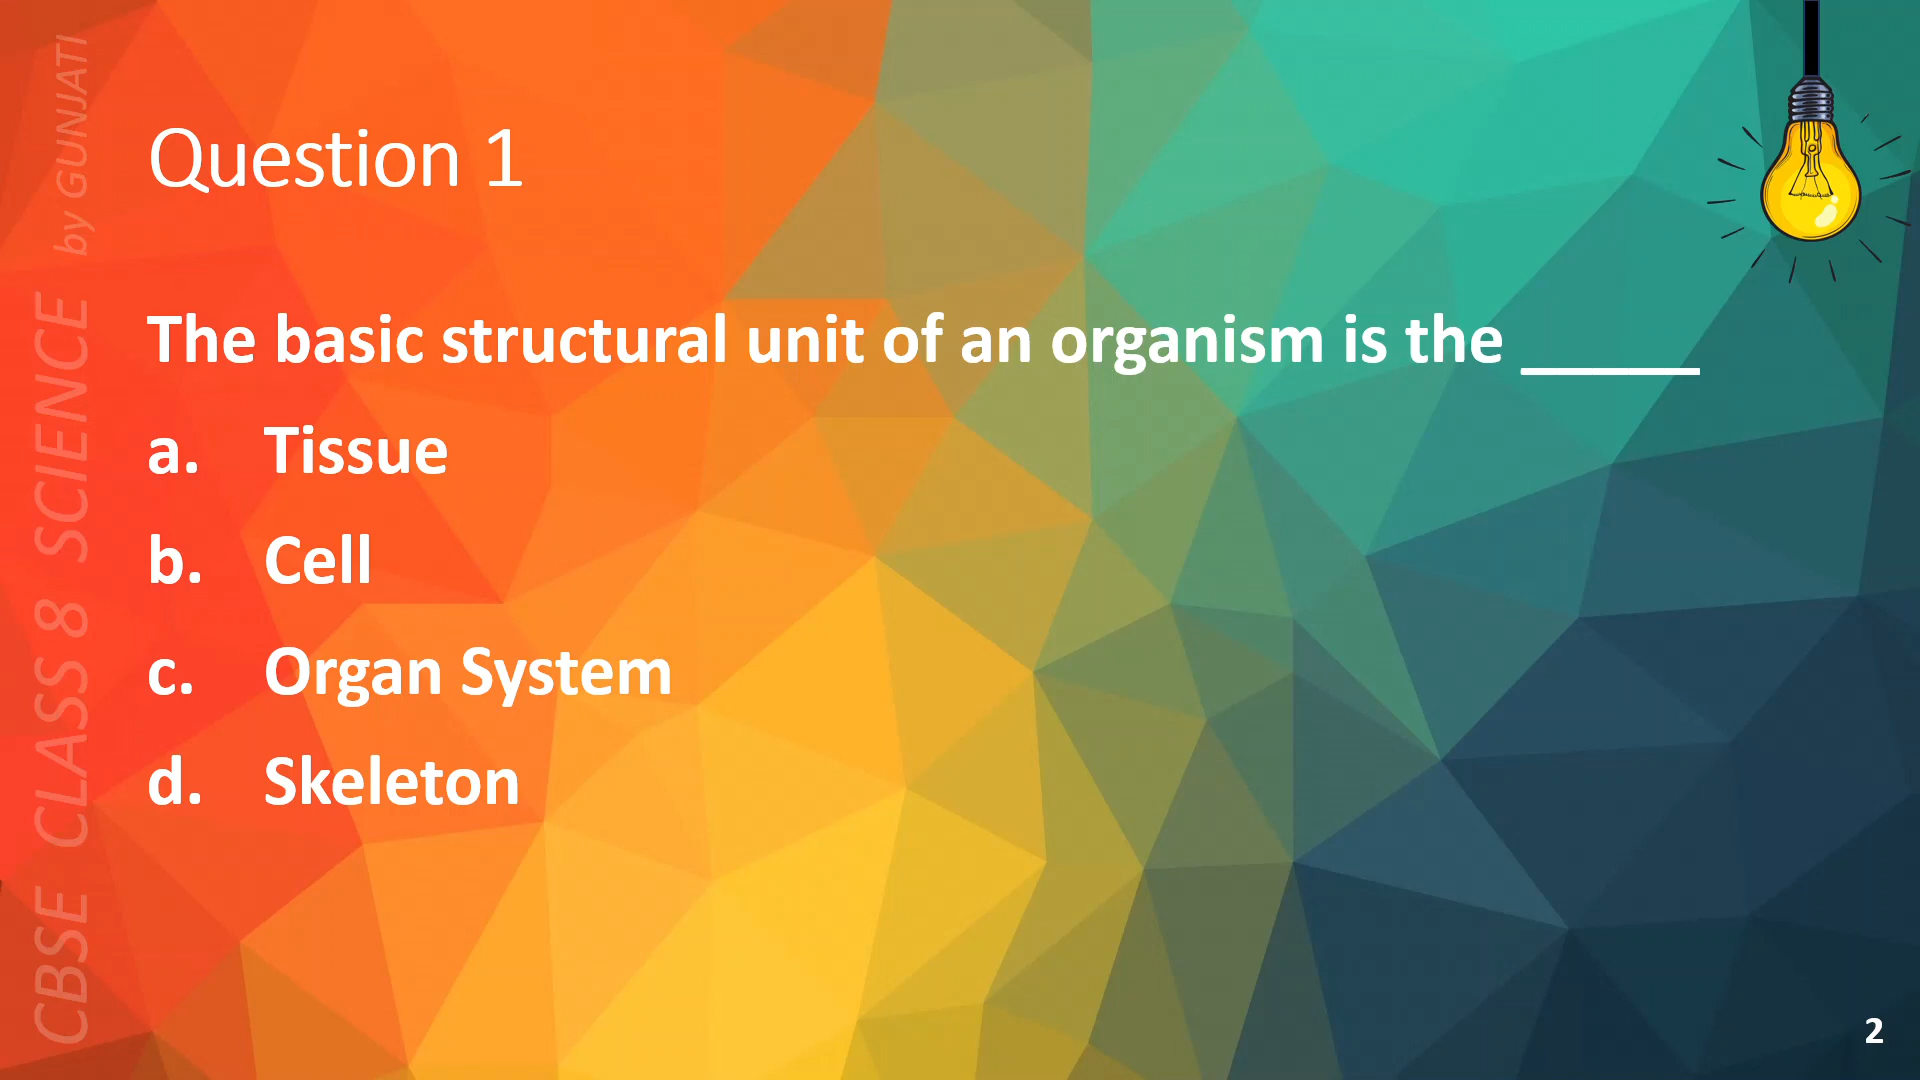 Question 1
The basic structural unit of an organism is the ______
a. Tissue
b. Cell
c. Organ System
d. Skeleton
CBSE CLASS 8 SCIENCE by GUNJATI
2